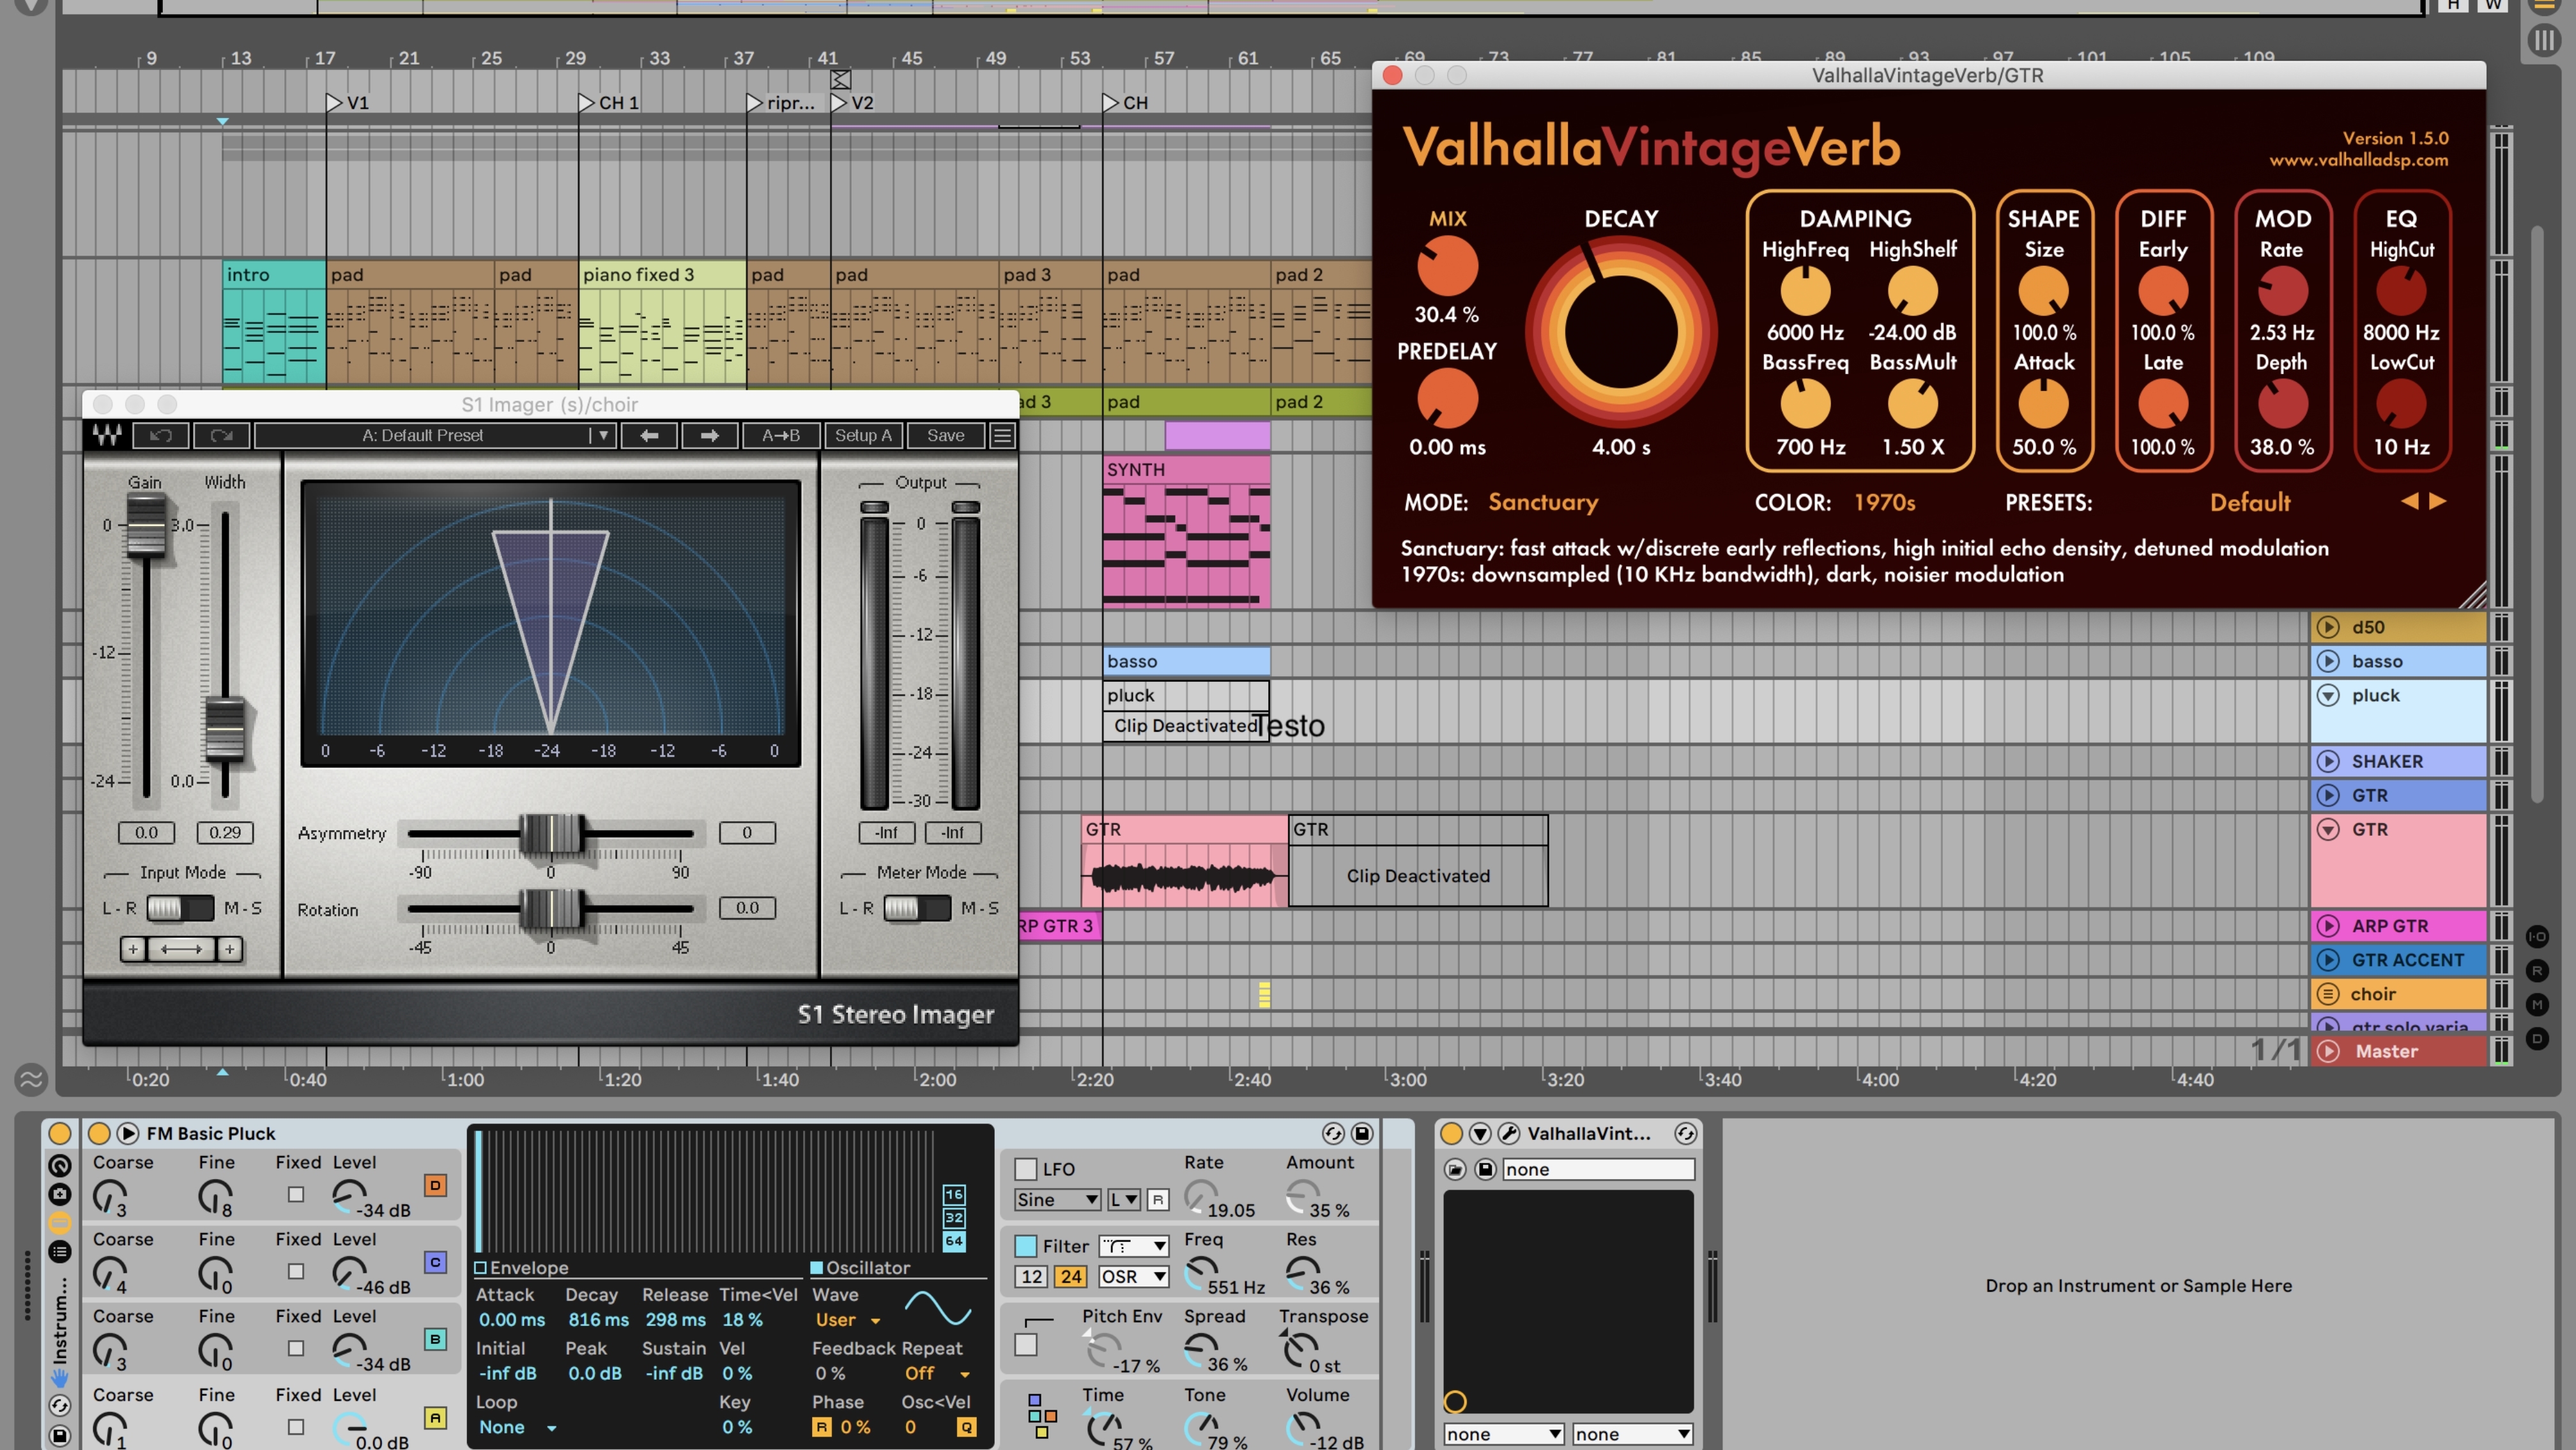 H W
9 13 17 21 25 29 33 37 41 45 49 53 57 61 65 69 73 77 81 85 89 93 97 101 105 109
V1 CH 1 ripr... V2 CH
intro pad pad piano fixed 3 pad pad pad 3 pad pad 2
ad 3 pad pad 2
SYNTH
basso
pluck
Clip Deactivated
Testo
GTR GTR
Clip Deactivated
RP GTR 3
ValhallaVintageVerb/GTR
ValhallaVintageVerb
Version 1.5.0
www.valhalladsp.com
MIX DECAY DAMPING SHAPE DIFF MOD EQ
HighFreq HighShelf Size Early Rate HighCut
30.4 % 6000 Hz -24.00 dB 100.0 % 100.0 % 2.53 Hz 8000 Hz
PREDELAY BassFreq BassMult Attack Late Depth LowCut
0.00 ms 4.00 s 700 Hz 1.50 X 50.0 % 100.0 % 38.0 % 10 Hz
MODE: Sanctuary COLOR: 1970s PRESETS: Default
Sanctuary: fast attack w/discrete early reflections, high initial echo density, detuned modulation
1970s: downsampled (10 KHz bandwidth), dark, noisier modulation
S1 Imager (s)/choir
A: Default Preset A→B Setup A Save
Gain Width Output
0 3.0
-12
-24 0.0
0 -6 -12 -18 -24 -18 -12 -6 0
0
-6
-12
-18
-24
-30
0.0 0.29 Asymmetry 0 -Inf -Inf
-90 0 90
Input Mode Meter Mode
L - R M - S Rotation 0.0 L - R M - S
-45 0 45
S1 Stereo Imager
d50
basso
pluck
SHAKER
GTR
GTR
ARP GTR
GTR ACCENT
choir
gtr solo varia
1/1 Master
I-O
R
M
D
0:20 0:40 1:00 1:20 1:40 2:00 2:20 2:40 3:00 3:20 3:40 4:00 4:20 4:40
Instrum...
FM Basic Pluck
Coarse Fine Fixed Level
3 8 -34 dB D
Coarse Fine Fixed Level
4 0 -46 dB C
Coarse Fine Fixed Level
3 0 -34 dB B
Coarse Fine Fixed Level
1 0 0.0 dB A
16
32
64
Envelope Oscillator
Attack Decay Release Time<Vel Wave
0.00 ms 816 ms 298 ms 18 % User
Initial Peak Sustain Vel Feedback Repeat
-inf dB 0.0 dB -inf dB 0 % 0 % Off
Loop Key Phase Osc<Vel
None 0 % R 0 % 0 Q
LFO Rate Amount
Sine L R 19.05 35 %
Filter Freq Res
12 24 OSR 551 Hz 36 %
Pitch Env Spread Transpose
-17 % 36 % 0 st
Time Tone Volume
57 % 79 % -12 dB
ValhallaVint...
none
none none
Drop an Instrument or Sample Here